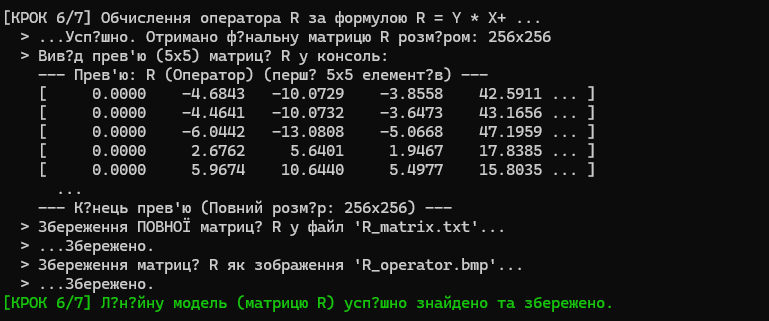 [КРОК 6/7] Обчислення оператора R за формулою R = Y * X+ ...
> ...Усп?шно. Отримано ф?нальну матрицю R розм?ром: 256x256
> Вив?д прев'ю (5x5) матриц? R у консоль:
--- Прев'ю: R (Оператор) (перш? 5x5 елемент?в) ---
[ 0.0000 -4.6843 -10.0729 -3.8558 42.5911 ... ]
[ 0.0000 -4.4641 -10.0732 -3.6473 43.1656 ... ]
[ 0.0000 -6.0442 -13.0808 -5.0668 47.1959 ... ]
[ 0.0000 2.6762 5.6401 1.9467 17.8385 ... ]
[ 0.0000 5.9674 10.6440 5.4977 15.8035 ... ]
...
--- К?нець прев'ю (Повний розм?р: 256x256) ---
> Збереження ПОВНОЇ матриц? R у файл 'R_matrix.txt'...
> ...Збережено.
> Збереження матриц? R як зображення 'R_operator.bmp'...
> ...Збережено.
[КРОК 6/7] Л?н?йну модель (матрицю R) усп?шно знайдено та збережено.